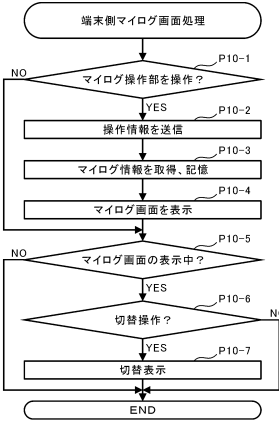 端末側マイログ画面処理
P10-1
NO
マイログ操作部を操作？
YES
P10-2
操作情報を送信
P10-3
マイログ情報を取得、記憶
P10-4
マイログ画面を表示
P10-5
NO
マイログ画面の表示中？
YES
P10-6
切替操作？
NO
YES
P10-7
切替表示
END